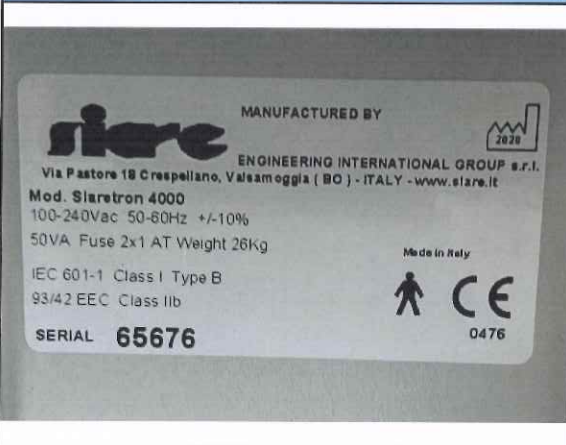 siare
MANUFACTURED BY
2020
ENGINEERING INTERNATIONAL GROUP s.r.l.
Via Pastore 18 Crespellano, Valsamoggia ( BO ) - ITALY - www.siare.it
Mod. Siaretron 4000
100-240Vac 50-60Hz +/-10%
50VA Fuse 2x1 AT Weight 26Kg
Made in Italy
IEC 601-1 Class I Type B
93/42 EEC Class IIb
CE
0476
SERIAL 65676